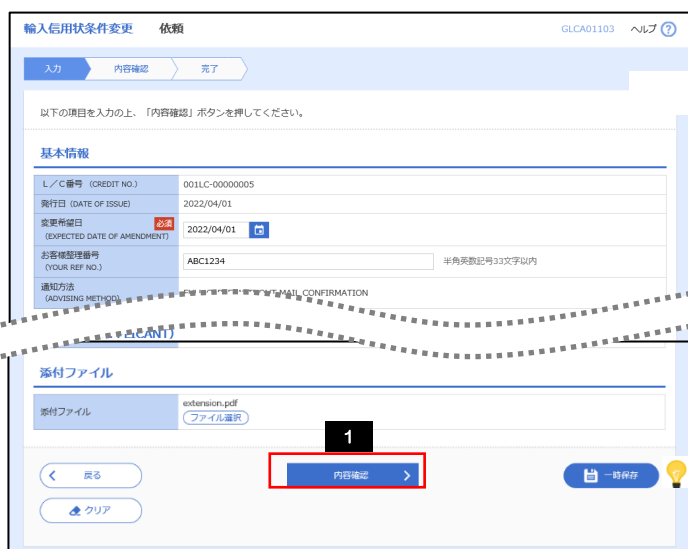 輸入信用状条件変更 依頼 GLCA01103 ヘルプ ?
入力 内容確認 完了
以下の項目を入力の上、「内容確認」ボタンを押してください。
基本情報
L／C番号 (CREDIT NO.) 001LC-00000005
発行日 (DATE OF ISSUE) 2022/04/01
変更希望日 必須
(EXPECTED DATE OF AMENDMENT) 2022/04/01
お客様整理番号
(YOUR REF NO.) ABC1234 半角英数記号33文字以内
通知方法
(ADVISING METHOD) MAIL CONFIRMATION
添付ファイル
添付ファイル extension.pdf
ファイル選択
1
戻る 内容確認 一時保存
クリア